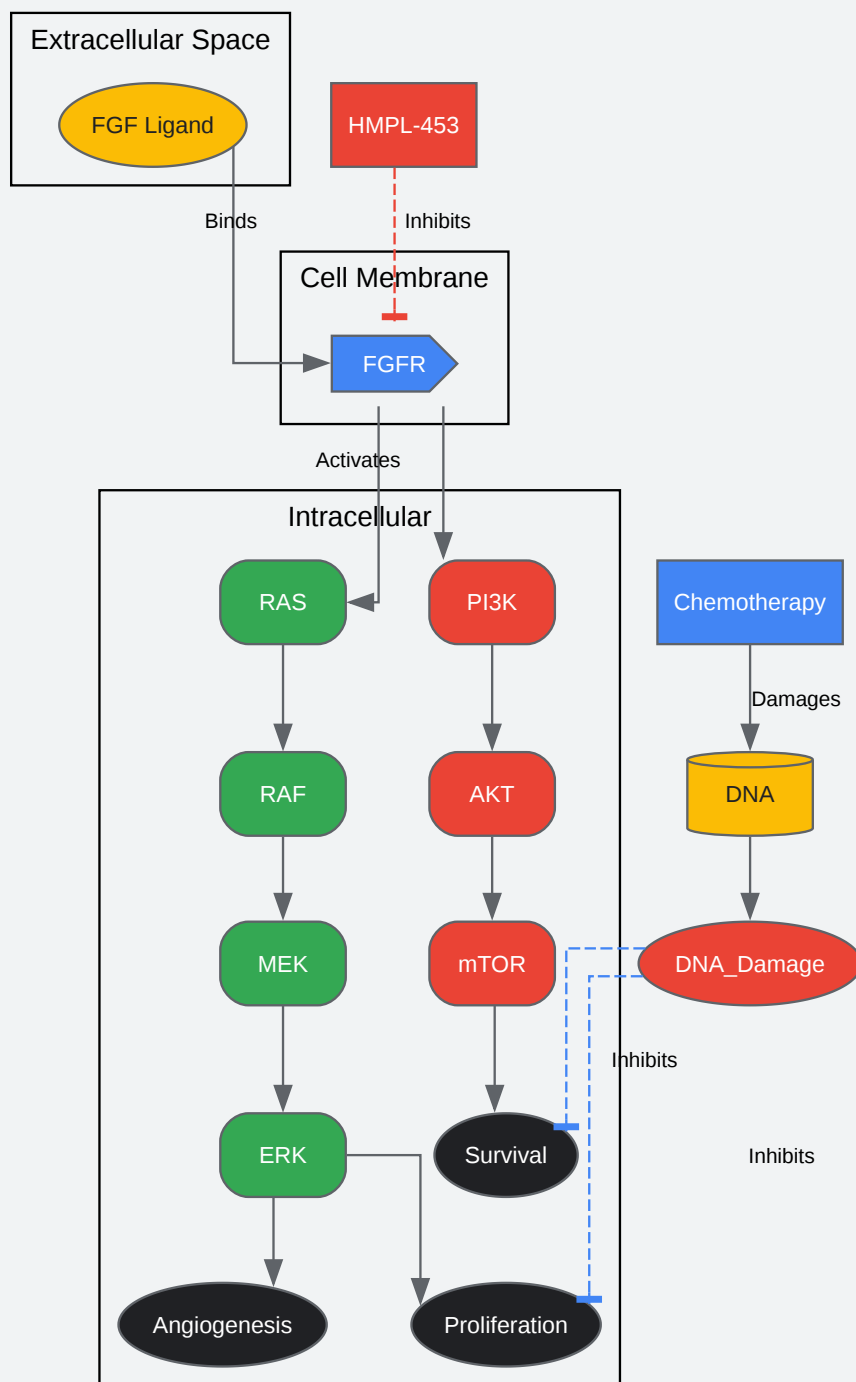 Extracellular Space
FGF Ligand
HMPL-453
Binds
Inhibits
Cell Membrane
FGFR
Activates
Intracellular
RAS
PI3K
Chemotherapy
Damages
RAF
AKT
DNA
MEK
mTOR
DNA_Damage
Inhibits
ERK
Survival
Inhibits
Angiogenesis
Proliferation